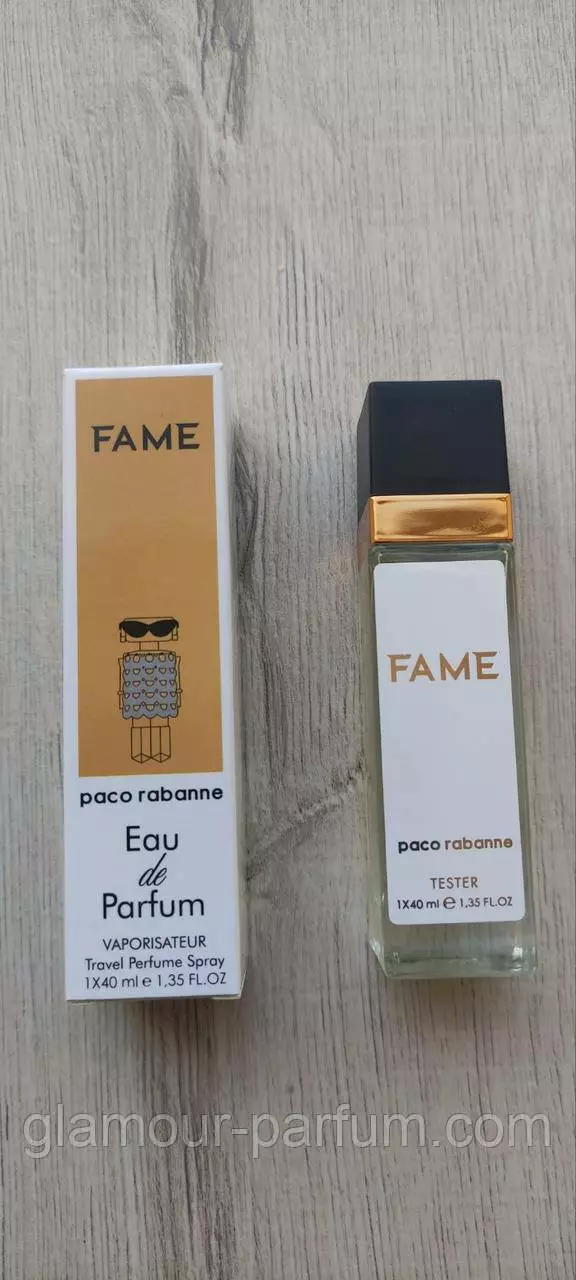 FAME
paco rabanne
Eau
de
Parfum
VAPORISATEUR
Travel Perfume Spray
1X40 ml e 1,35 FL.OZ
FAME
paco rabanne
TESTER
1X40 ml e 1,35 FL.OZ
glamour-parfum.com